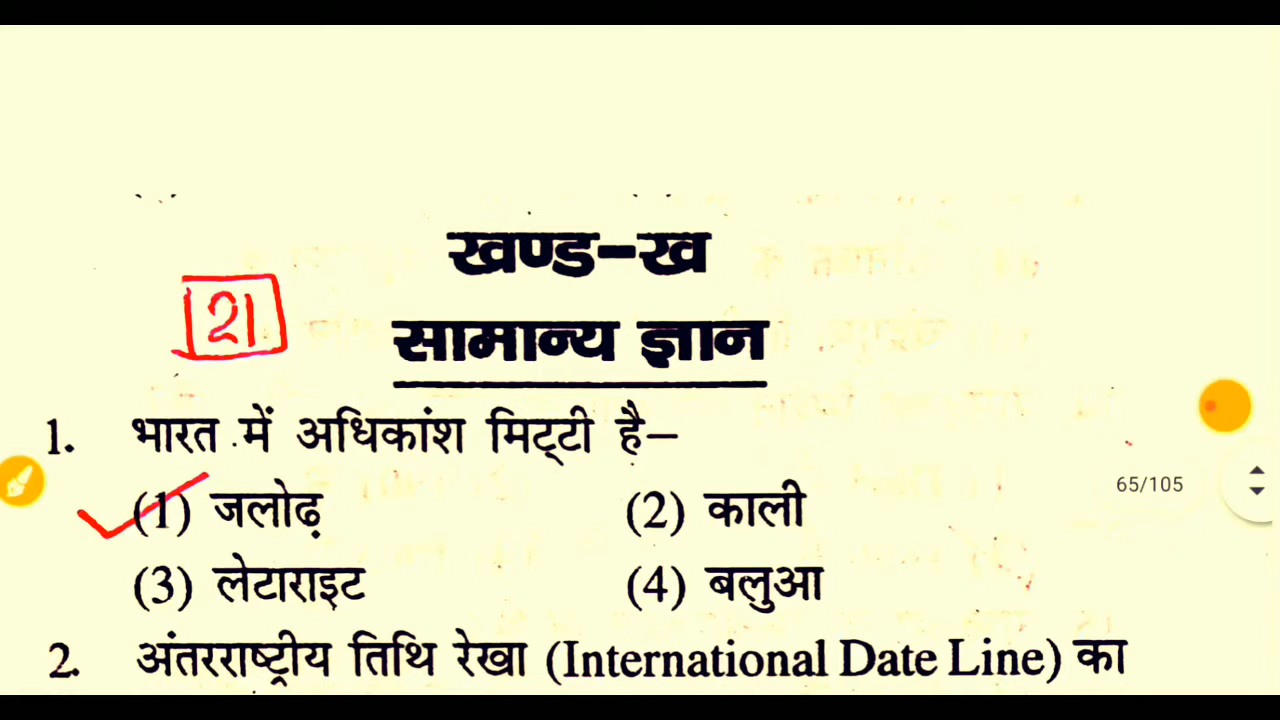 खण्ड-ख
21
सामान्य ज्ञान
1. भारत में अधिकांश मिट्टी है–
(1) जलोढ़ (2) काली
65/105
(3) लेटाराइट (4) बलुआ
2. अंतरराष्ट्रीय तिथि रेखा (International Date Line) का